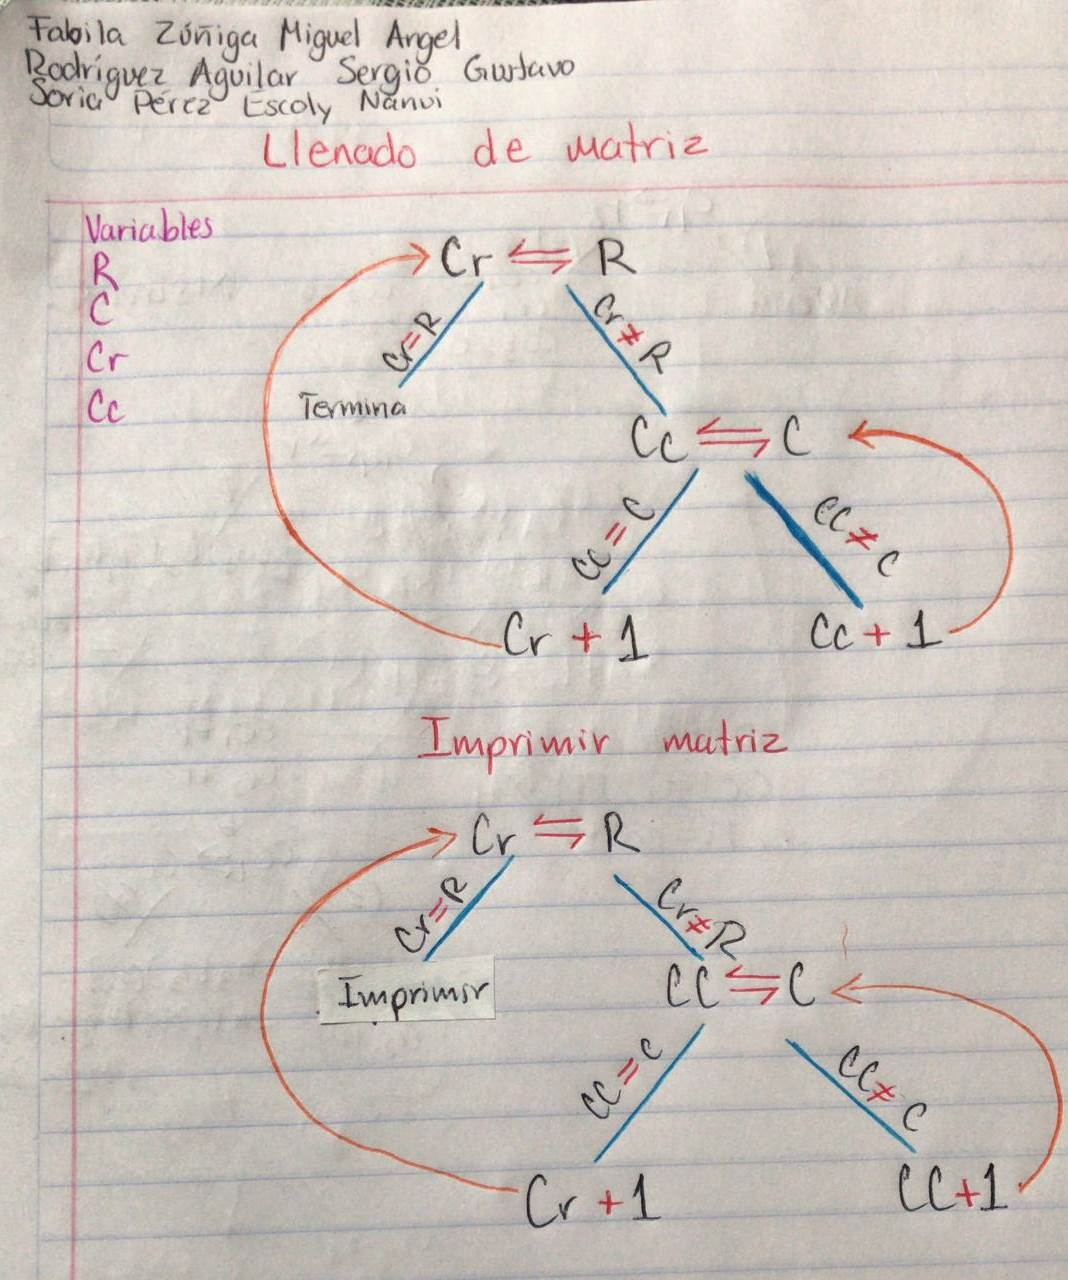 Fabila Zúñiga Miguel Angel
Rodríguez Aguilar Sergio Gustavo
Soria Pérez Escoly Nanui
Llenado de matriz
Variables
R
C
Cr
Cc
Cr ⇌ R
Cr=R
Cr≠R
Termina
Cc ⇌ C
Cc=C
CC≠C
Cr + 1
Cc + 1
Imprimir matriz
Cr ⇌ R
Cr=R
Cr≠R
Imprimir
CC ⇌ C
CC=C
CC≠C
Cr +1
CC+1